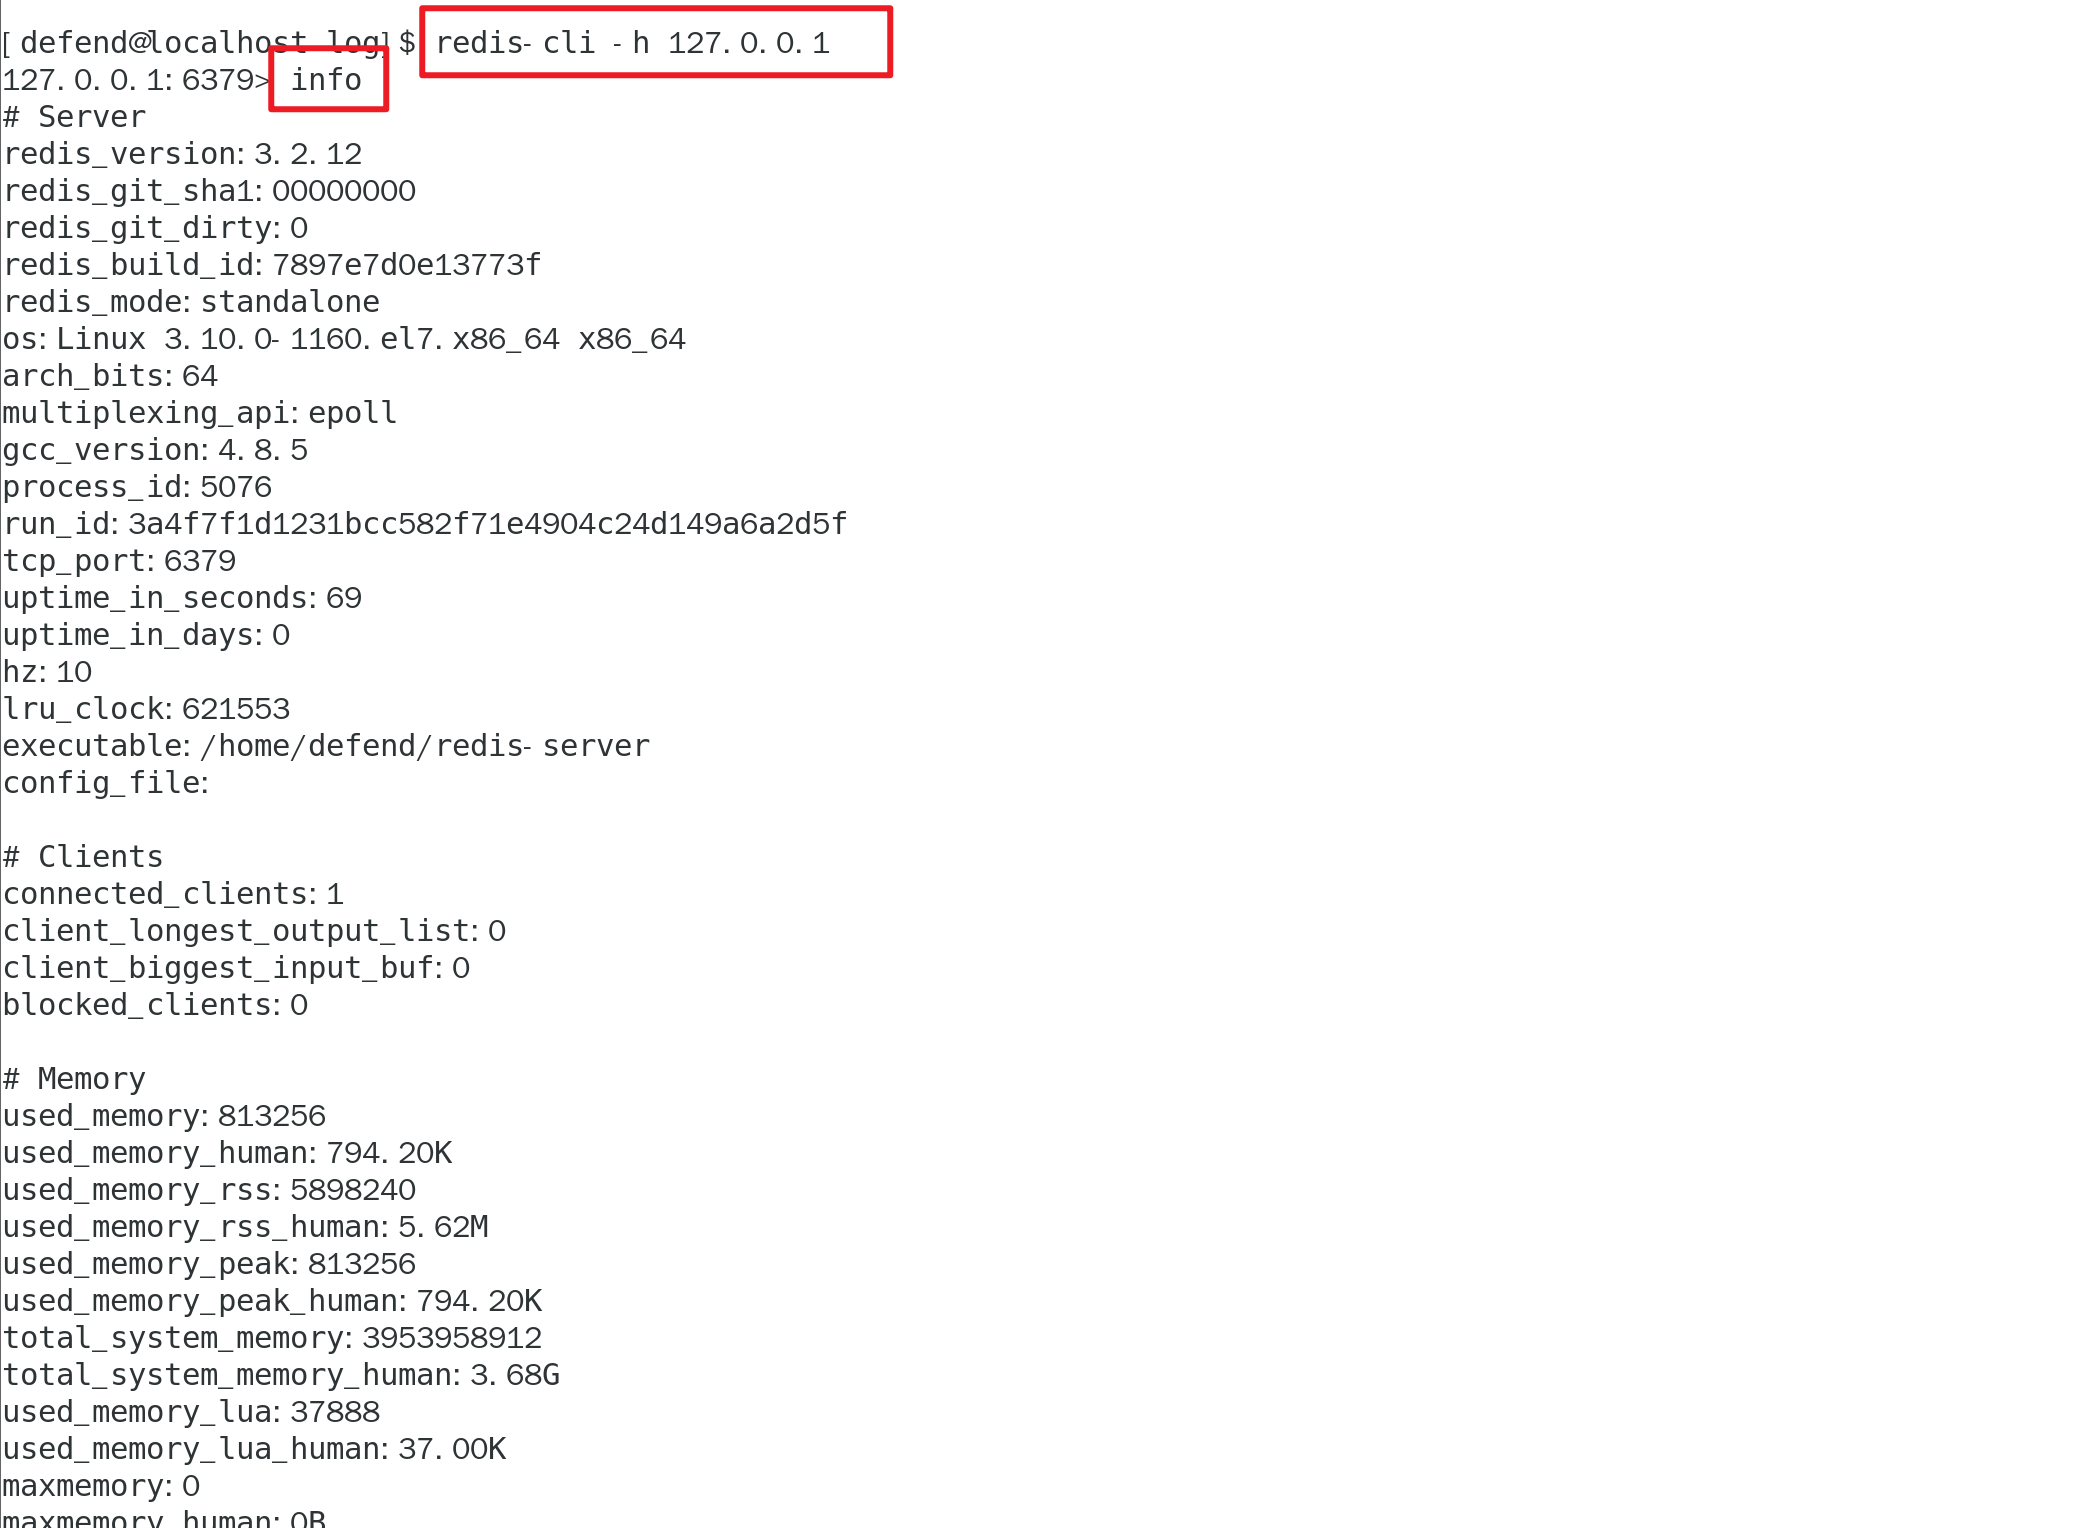 [defend@localhost log]$ redis-cli -h 127.0.0.1
127.0.0.1:6379> info
# Server
redis_version:3.2.12
redis_git_sha1:00000000
redis_git_dirty:0
redis_build_id:7897e7d0e13773f
redis_mode:standalone
os:Linux 3.10.0-1160.el7.x86_64 x86_64
arch_bits:64
multiplexing_api:epoll
gcc_version:4.8.5
process_id:5076
run_id:3a4f7f1d1231bcc582f71e4904c24d149a6a2d5f
tcp_port:6379
uptime_in_seconds:69
uptime_in_days:0
hz:10
lru_clock:621553
executable:/home/defend/redis-server
config_file:

# Clients
connected_clients:1
client_longest_output_list:0
client_biggest_input_buf:0
blocked_clients:0

# Memory
used_memory:813256
used_memory_human:794.20K
used_memory_rss:5898240
used_memory_rss_human:5.62M
used_memory_peak:813256
used_memory_peak_human:794.20K
total_system_memory:3953958912
total_system_memory_human:3.68G
used_memory_lua:37888
used_memory_lua_human:37.00K
maxmemory:0
maxmemory_human:0B